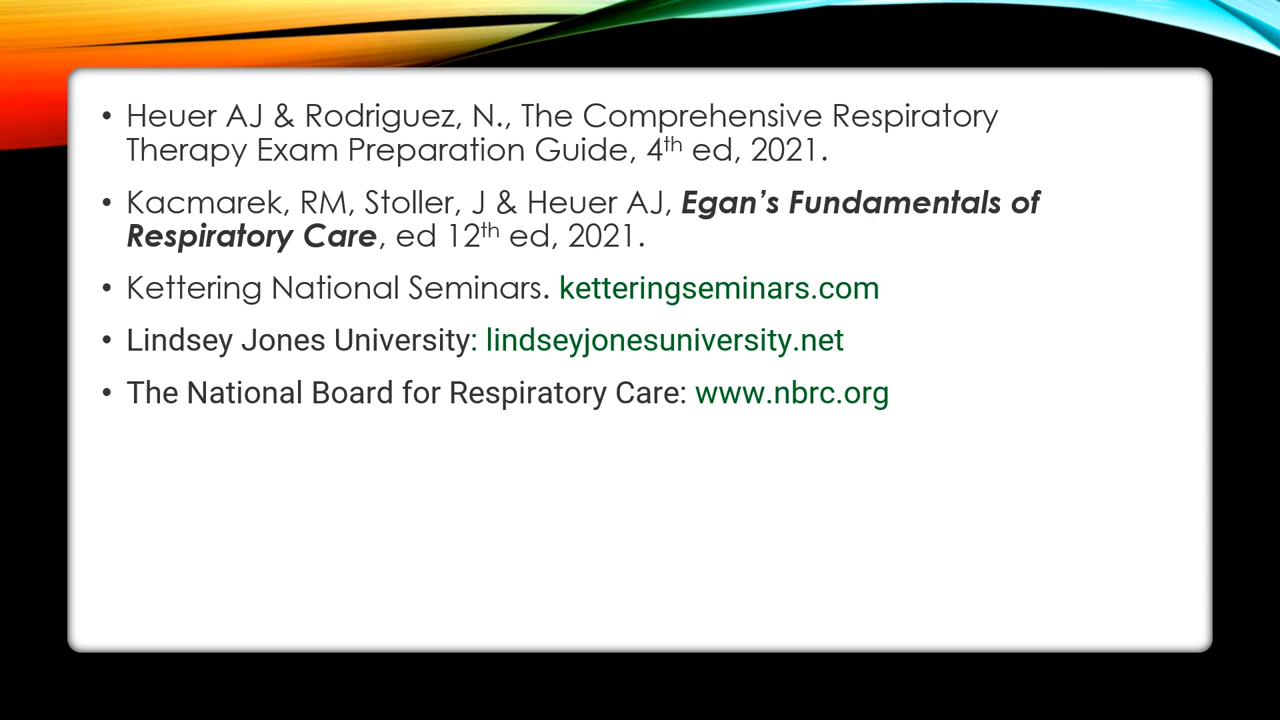 • Heuer AJ & Rodriguez, N., The Comprehensive Respiratory
Therapy Exam Preparation Guide, 4th ed, 2021.
• Kacmarek, RM, Stoller, J & Heuer AJ, Egan’s Fundamentals of
Respiratory Care, ed 12th ed, 2021.
• Kettering National Seminars. ketteringseminars.com
• Lindsey Jones University: lindseyjonesuniversity.net
• The National Board for Respiratory Care: www.nbrc.org